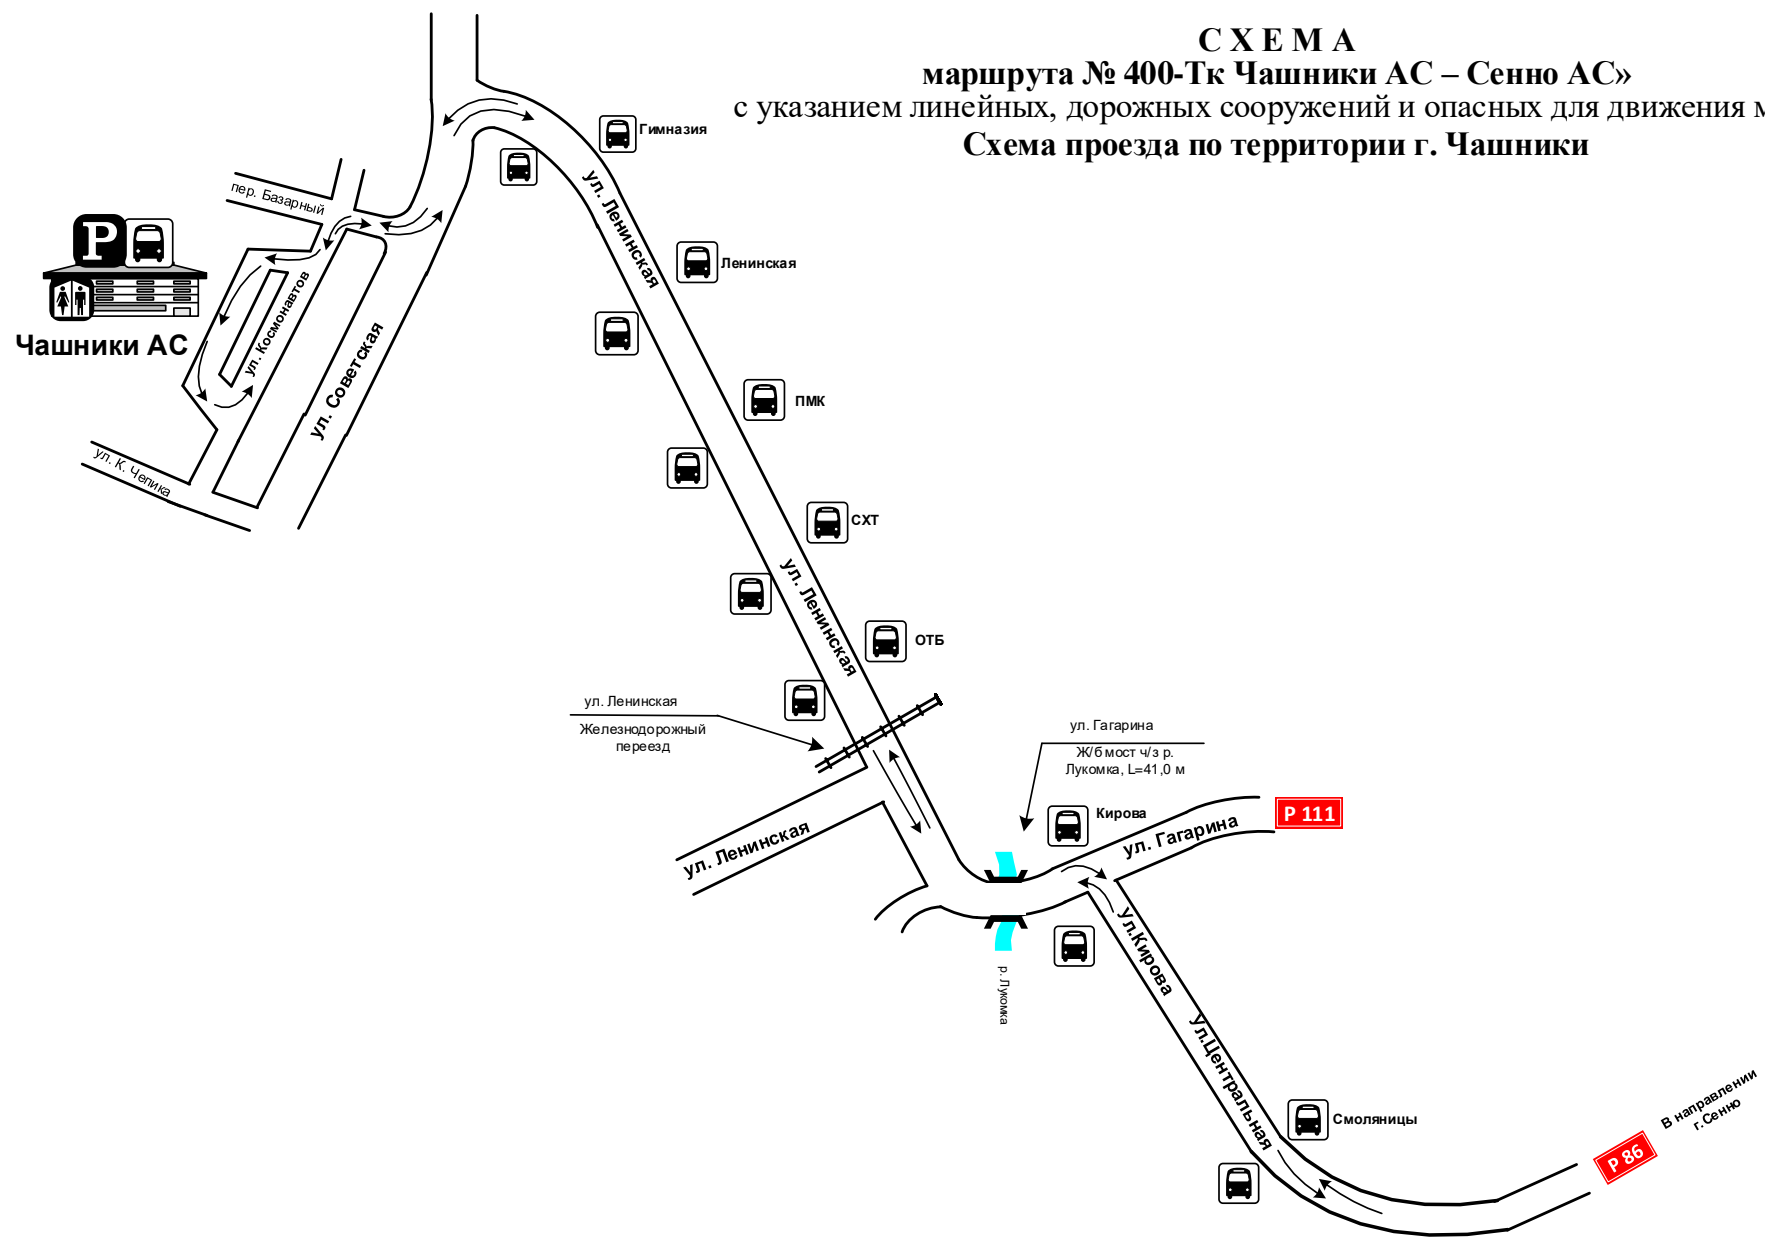 С Х Е М А
маршрута № 400-Тк Чашники АС – Сенно АС»
с указанием линейных, дорожных сооружений и опасных для движения м
Схема проезда по территории г. Чашники
Гимназия
пер. Базарный
ул. Ленинская
P
Ленинская
ул. Космонавтов
Чашники АС
ул. Советская
ПМК
ул. К. Чепика
СХТ
ул. Ленинская
ОТБ
ул. Ленинская
Железнодорожный
переезд
ул. Гагарина
Ж/б мост ч/з р.
Лукомка, L=41,0 м
Кирова
Р 111
ул. Гагарина
ул. Ленинская
Ул.Кирова
р. Лукомка
Ул.Центральная
Смоляницы
В направлении
г.Сенно
Р 86